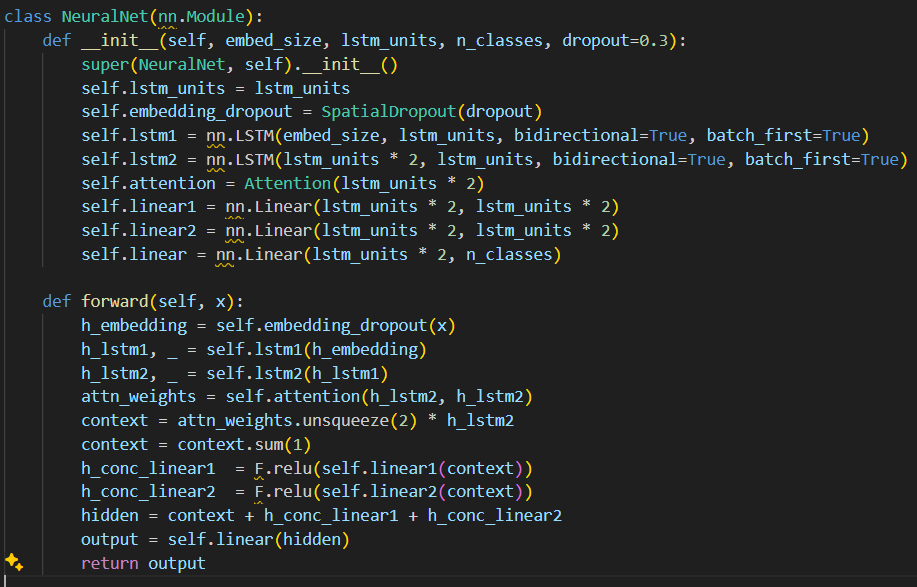 class NeuralNet(nn.Module):
    def __init__(self, embed_size, lstm_units, n_classes, dropout=0.3):
        super(NeuralNet, self).__init__()
        self.lstm_units = lstm_units
        self.embedding_dropout = SpatialDropout(dropout)
        self.lstm1 = nn.LSTM(embed_size, lstm_units, bidirectional=True, batch_first=True)
        self.lstm2 = nn.LSTM(lstm_units * 2, lstm_units, bidirectional=True, batch_first=True)
        self.attention = Attention(lstm_units * 2)
        self.linear1 = nn.Linear(lstm_units * 2, lstm_units * 2)
        self.linear2 = nn.Linear(lstm_units * 2, lstm_units * 2)
        self.linear = nn.Linear(lstm_units * 2, n_classes)
    def forward(self, x):
        h_embedding = self.embedding_dropout(x)
        h_lstm1, _ = self.lstm1(h_embedding)
        h_lstm2, _ = self.lstm2(h_lstm1)
        attn_weights = self.attention(h_lstm2, h_lstm2)
        context = attn_weights.unsqueeze(2) * h_lstm2
        context = context.sum(1)
        h_conc_linear1  = F.relu(self.linear1(context))
        h_conc_linear2  = F.relu(self.linear2(context))
        hidden = context + h_conc_linear1 + h_conc_linear2
        output = self.linear(hidden)
        return output